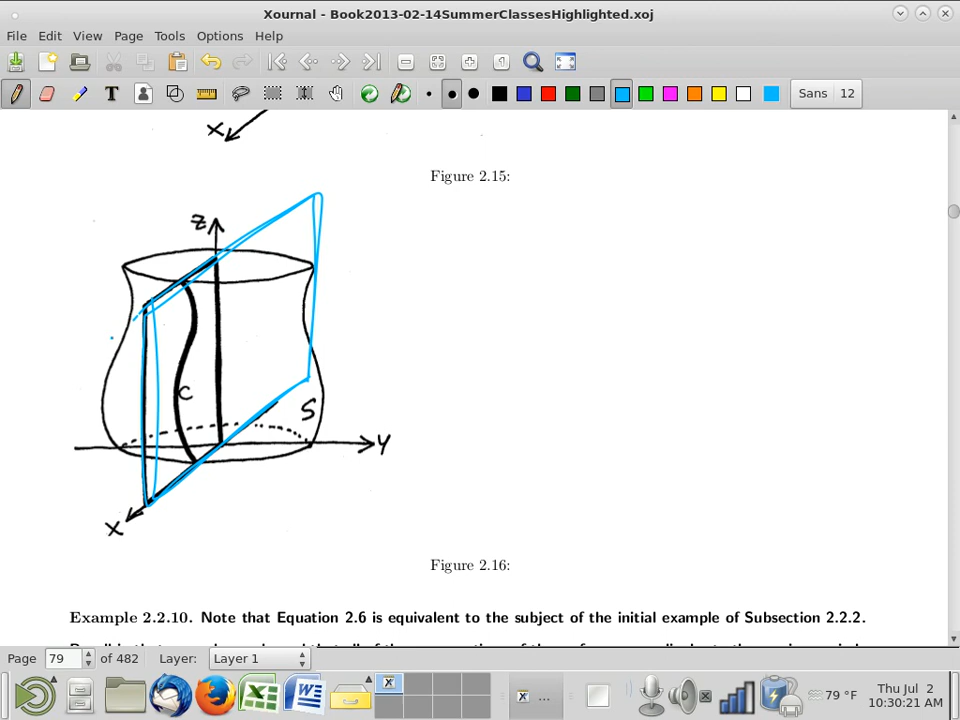 Xournal - Book2013-02-14SummerClassesHighlighted.xoj
File Edit View Page Tools Options Help
T
Sans 12
X
Figure 2.15:
Z
C
S
Y
X
Figure 2.16:
Example 2.2.10. Note that Equation 2.6 is equivalent to the subject of the initial example of Subsection 2.2.2.
Page 79 of 482 Layer: Layer 1
... 79 °F Thu Jul 2
10:30:21 AM